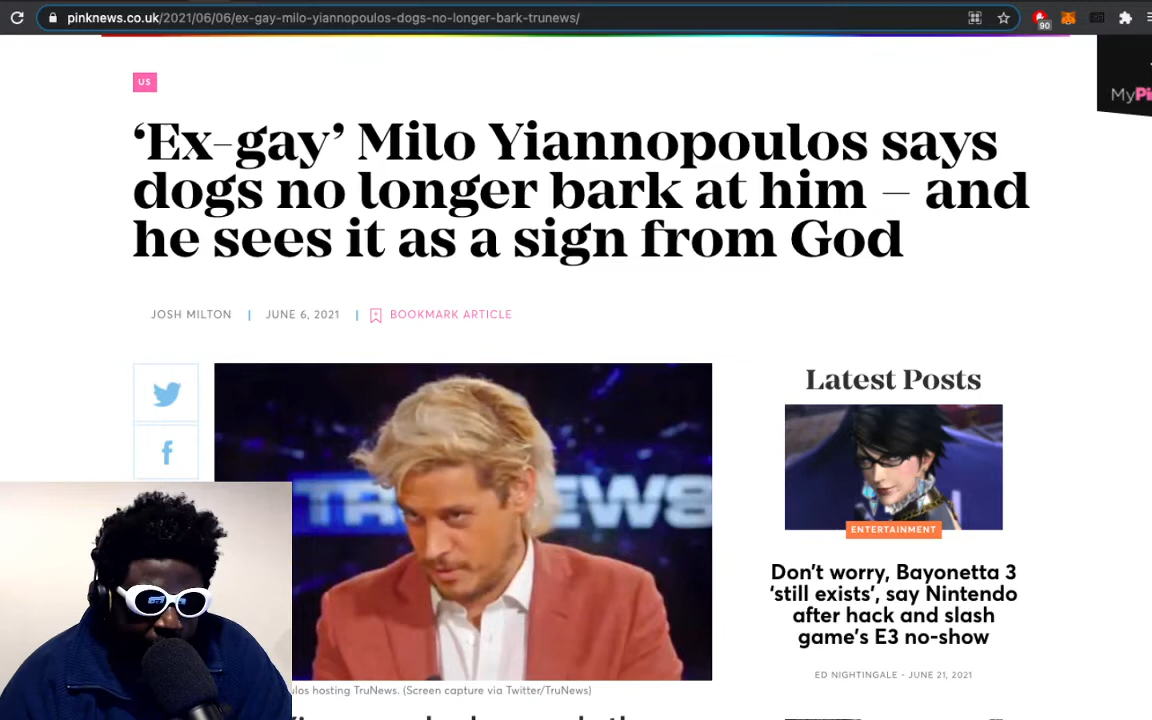 pinknews.co.uk/2021/06/06/ex-gay-milo-yiannopoulos-dogs-no-longer-bark-trunews/
90
MyPi
US
‘Ex-gay’ Milo Yiannopoulos says
dogs no longer bark at him – and
he sees it as a sign from God
JOSH MILTON | JUNE 6, 2021 | BOOKMARK ARTICLE
Latest Posts
ENTERTAINMENT
Don’t worry, Bayonetta 3
‘still exists’, say Nintendo
after hack and slash
game’s E3 no-show
ED NIGHTINGALE - JUNE 21, 2021
ulos hosting TruNews. (Screen capture via Twitter/TruNews)